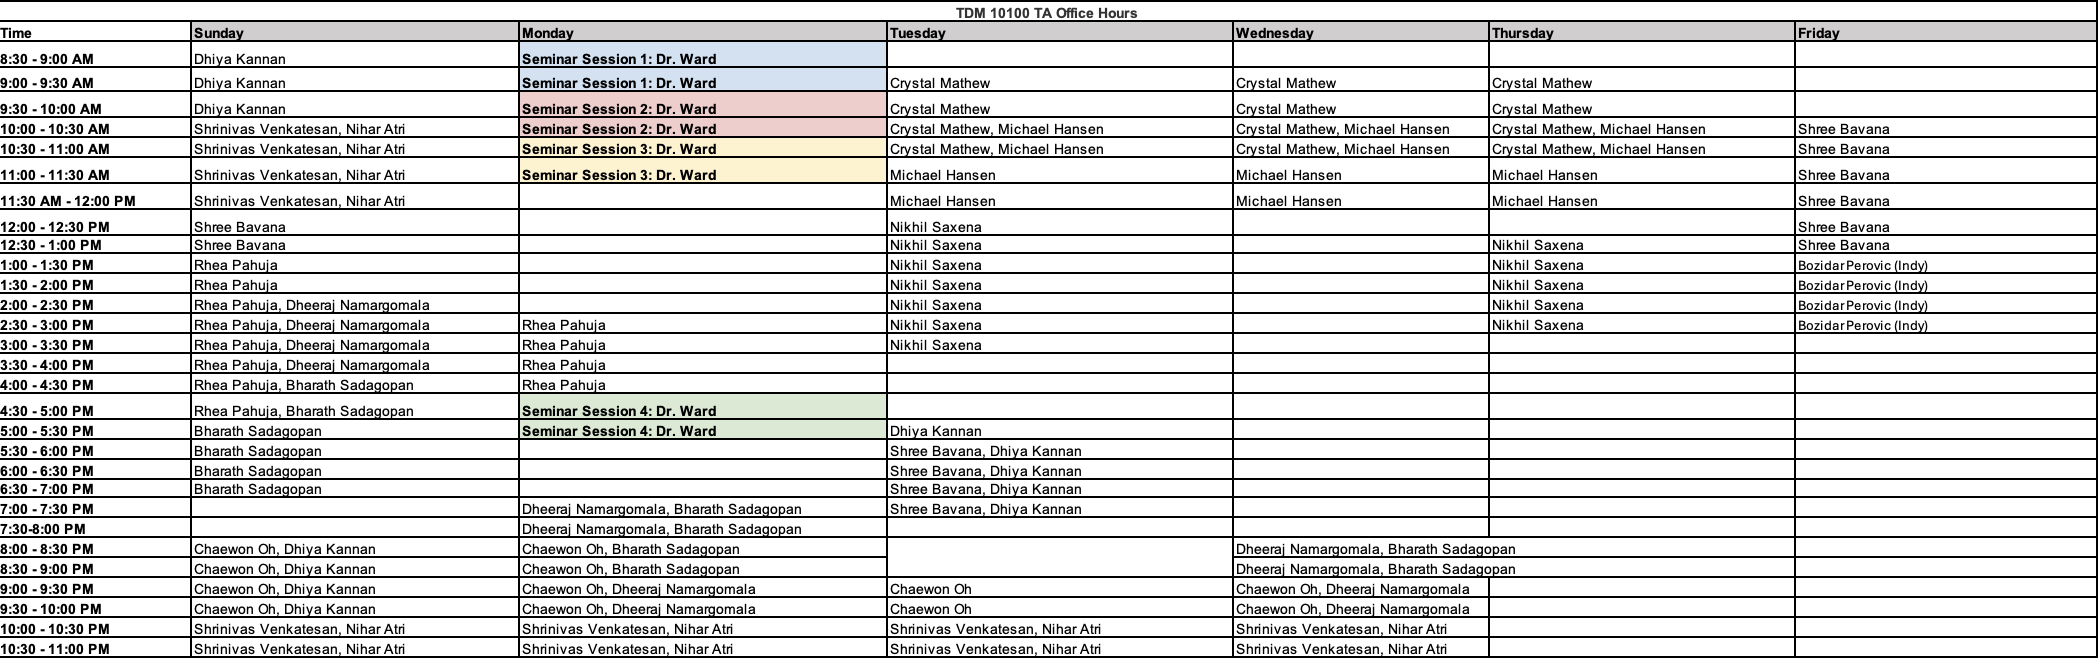 TDM 10100 TA Office Hours
Time Sunday Monday Tuesday Wednesday Thursday Friday
8:30 - 9:00 AM Dhiya Kannan Seminar Session 1: Dr. Ward
9:00 - 9:30 AM Dhiya Kannan Seminar Session 1: Dr. Ward Crystal Mathew Crystal Mathew Crystal Mathew
9:30 - 10:00 AM Dhiya Kannan Seminar Session 2: Dr. Ward Crystal Mathew Crystal Mathew Crystal Mathew
10:00 - 10:30 AM Shrinivas Venkatesan, Nihar Atri Seminar Session 2: Dr. Ward Crystal Mathew, Michael Hansen Crystal Mathew, Michael Hansen Crystal Mathew, Michael Hansen Shree Bavana
10:30 - 11:00 AM Shrinivas Venkatesan, Nihar Atri Seminar Session 3: Dr. Ward Crystal Mathew, Michael Hansen Crystal Mathew, Michael Hansen Crystal Mathew, Michael Hansen Shree Bavana
11:00 - 11:30 AM Shrinivas Venkatesan, Nihar Atri Seminar Session 3: Dr. Ward Michael Hansen Michael Hansen Michael Hansen Shree Bavana
11:30 AM - 12:00 PM Shrinivas Venkatesan, Nihar Atri Michael Hansen Michael Hansen Michael Hansen Shree Bavana
12:00 - 12:30 PM Shree Bavana Nikhil Saxena Shree Bavana
12:30 - 1:00 PM Shree Bavana Nikhil Saxena Nikhil Saxena Shree Bavana
1:00 - 1:30 PM Rhea Pahuja Nikhil Saxena Nikhil Saxena Bozidar Perovic (Indy)
1:30 - 2:00 PM Rhea Pahuja Nikhil Saxena Nikhil Saxena Bozidar Perovic (Indy)
2:00 - 2:30 PM Rhea Pahuja, Dheeraj Namargomala Nikhil Saxena Nikhil Saxena Bozidar Perovic (Indy)
2:30 - 3:00 PM Rhea Pahuja, Dheeraj Namargomala Rhea Pahuja Nikhil Saxena Nikhil Saxena Bozidar Perovic (Indy)
3:00 - 3:30 PM Rhea Pahuja, Dheeraj Namargomala Rhea Pahuja Nikhil Saxena
3:30 - 4:00 PM Rhea Pahuja, Dheeraj Namargomala Rhea Pahuja
4:00 - 4:30 PM Rhea Pahuja, Bharath Sadagopan Rhea Pahuja
4:30 - 5:00 PM Rhea Pahuja, Bharath Sadagopan Seminar Session 4: Dr. Ward
5:00 - 5:30 PM Bharath Sadagopan Seminar Session 4: Dr. Ward Dhiya Kannan
5:30 - 6:00 PM Bharath Sadagopan Shree Bavana, Dhiya Kannan
6:00 - 6:30 PM Bharath Sadagopan Shree Bavana, Dhiya Kannan
6:30 - 7:00 PM Bharath Sadagopan Shree Bavana, Dhiya Kannan
7:00 - 7:30 PM Dheeraj Namargomala, Bharath Sadagopan Shree Bavana, Dhiya Kannan
7:30-8:00 PM Dheeraj Namargomala, Bharath Sadagopan
8:00 - 8:30 PM Chaewon Oh, Dhiya Kannan Chaewon Oh, Bharath Sadagopan Dheeraj Namargomala, Bharath Sadagopan
8:30 - 9:00 PM Chaewon Oh, Dhiya Kannan Cheawon Oh, Bharath Sadagopan Dheeraj Namargomala, Bharath Sadagopan
9:00 - 9:30 PM Chaewon Oh, Dhiya Kannan Chaewon Oh, Dheeraj Namargomala Chaewon Oh Chaewon Oh, Dheeraj Namargomala
9:30 - 10:00 PM Chaewon Oh, Dhiya Kannan Chaewon Oh, Dheeraj Namargomala Chaewon Oh Chaewon Oh, Dheeraj Namargomala
10:00 - 10:30 PM Shrinivas Venkatesan, Nihar Atri Shrinivas Venkatesan, Nihar Atri Shrinivas Venkatesan, Nihar Atri Shrinivas Venkatesan, Nihar Atri
10:30 - 11:00 PM Shrinivas Venkatesan, Nihar Atri Shrinivas Venkatesan, Nihar Atri Shrinivas Venkatesan, Nihar Atri Shrinivas Venkatesan, Nihar Atri